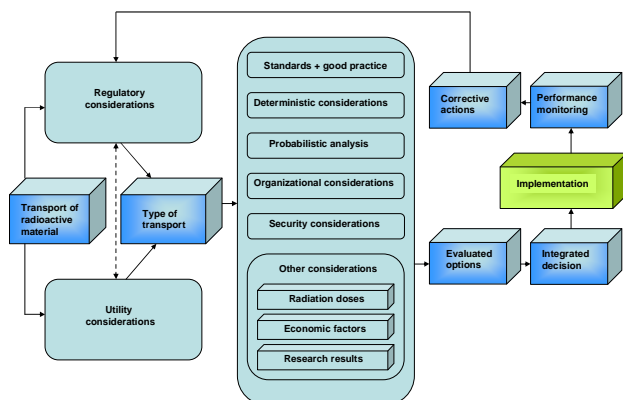 Regulatory
considerations
Transport of
radioactive
material
Type of
transport
Utility
considerations
Standards + good practice
Deterministic considerations
Probabilistic analysis
Organizational considerations
Security considerations
Other considerations
Radiation doses
Economic factors
Research results
Evaluated
options
Integrated
decision
Implementation
Performance
monitoring
Corrective
actions